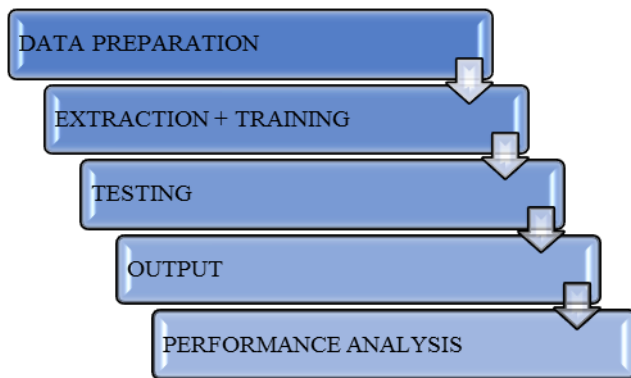 DATA PREPARATION
EXTRACTION + TRAINING
TESTING
OUTPUT
PERFORMANCE ANALYSIS